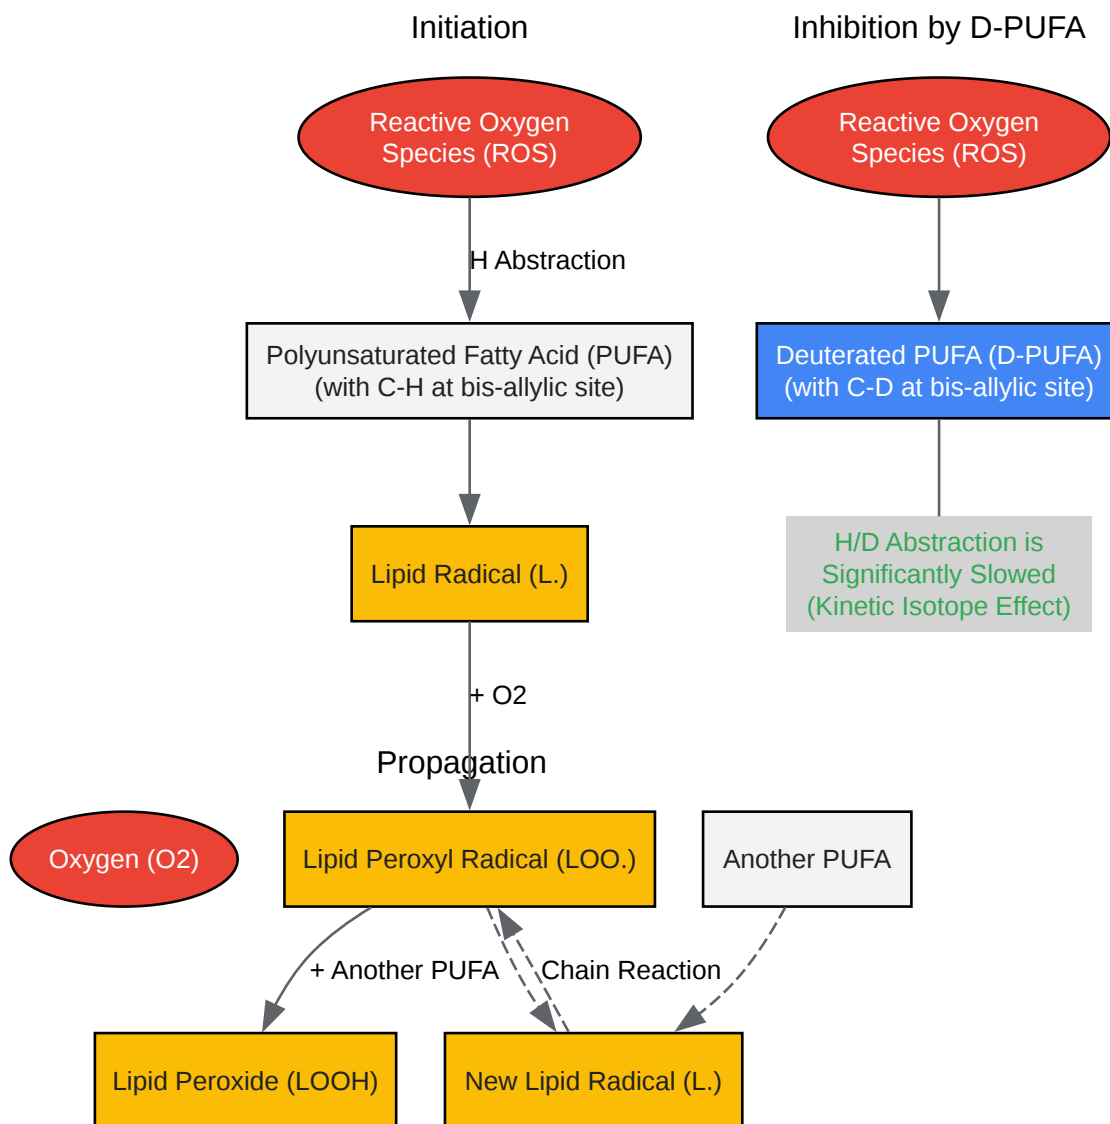 Initiation
Inhibition by D-PUFA
Reactive Oxygen
Species (ROS)
Reactive Oxygen
Species (ROS)
H Abstraction
Polyunsaturated Fatty Acid (PUFA)
(with C-H at bis-allylic site)
Deuterated PUFA (D-PUFA)
(with C-D at bis-allylic site)
Lipid Radical (L.)
H/D Abstraction is
Significantly Slowed
(Kinetic Isotope Effect)
+ O2
Propagation
Oxygen (O2)
Lipid Peroxyl Radical (LOO.)
Another PUFA
+ Another PUFA
Chain Reaction
Lipid Peroxide (LOOH)
New Lipid Radical (L.)